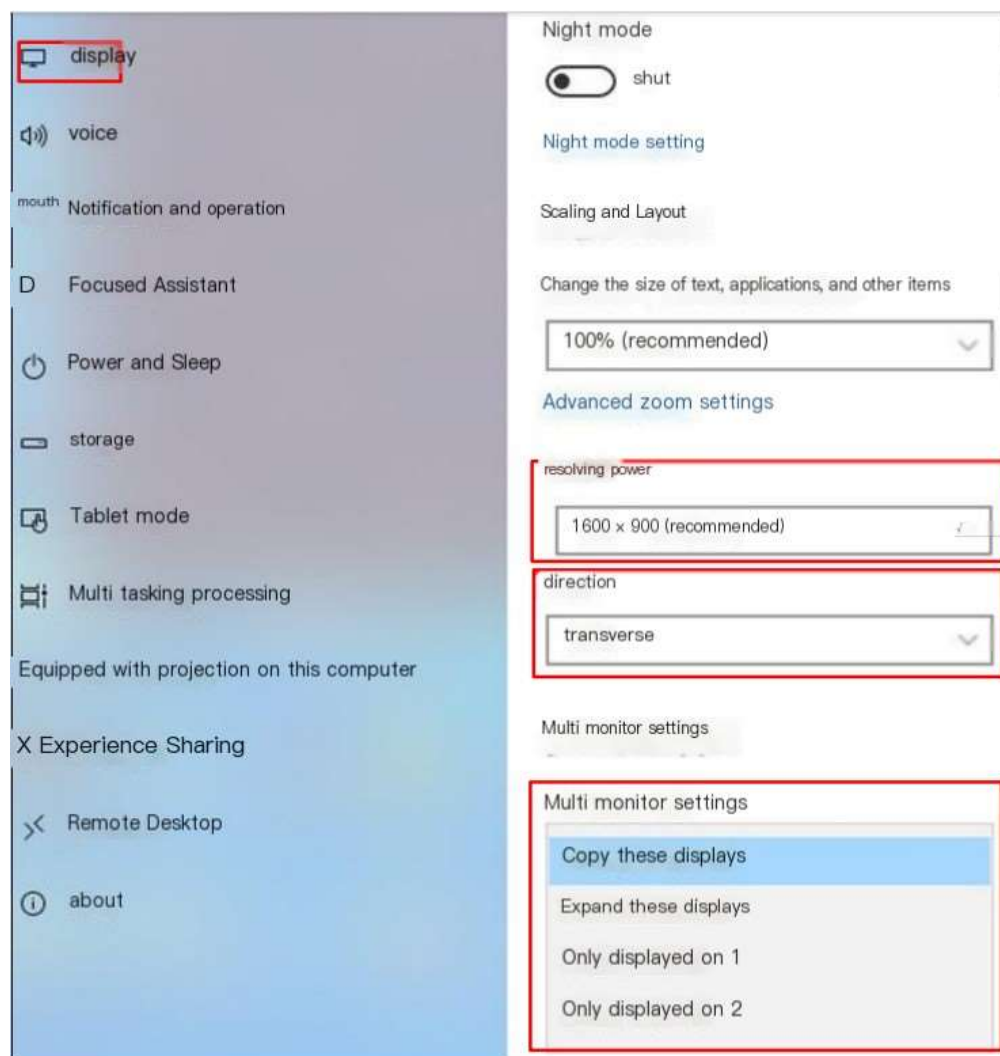 display
voice
mouth Notification and operation
D Focused Assistant
Power and Sleep
storage
Tablet mode
Multi tasking processing
Equipped with projection on this computer
X Experience Sharing
Remote Desktop
about
Night mode
shut
Night mode setting
Scaling and Layout
Change the size of text, applications, and other items
100% (recommended)
Advanced zoom settings
resolving power
1600 × 900 (recommended)
direction
transverse
Multi monitor settings
Multi monitor settings
Copy these displays
Expand these displays
Only displayed on 1
Only displayed on 2